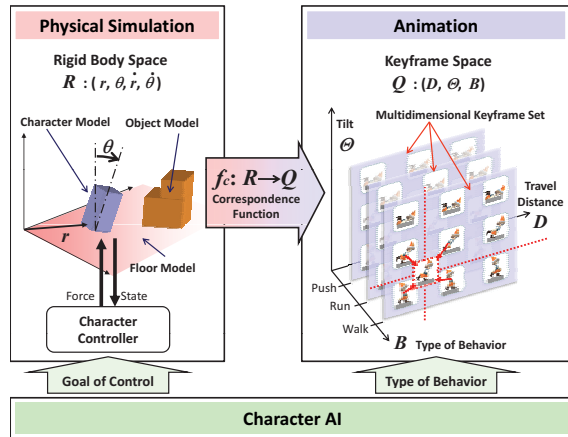 Physical Simulation
Rigid Body Space
R : ( r, θ, ṙ, θ̇ )
Character Model
Object Model
θ
r
Floor Model
Force
State
Character
Controller
Goal of Control
f_c: R → Q
Correspondence
Function
Animation
Keyframe Space
Q : (D, Θ, B)
Multidimensional Keyframe Set
Tilt
Θ
Travel
Distance
D
Push
Run
Walk
B Type of Behavior
Type of Behavior
Character AI